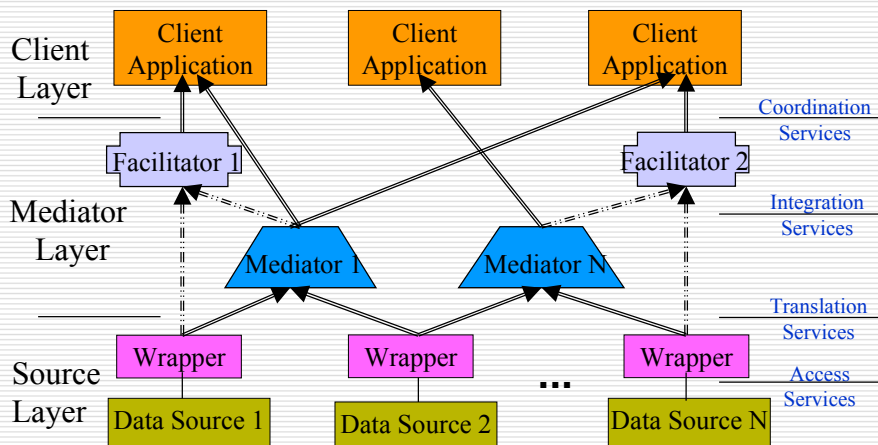 Client
Layer
Client
Application
Client
Application
Client
Application
Coordination
Services
Facilitator 1
Facilitator 2
Mediator
Layer
Integration
Services
Mediator 1
Mediator N
Translation
Services
Wrapper
Wrapper
Wrapper
Source
Layer
...
Access
Services
Data Source 1
Data Source 2
Data Source N